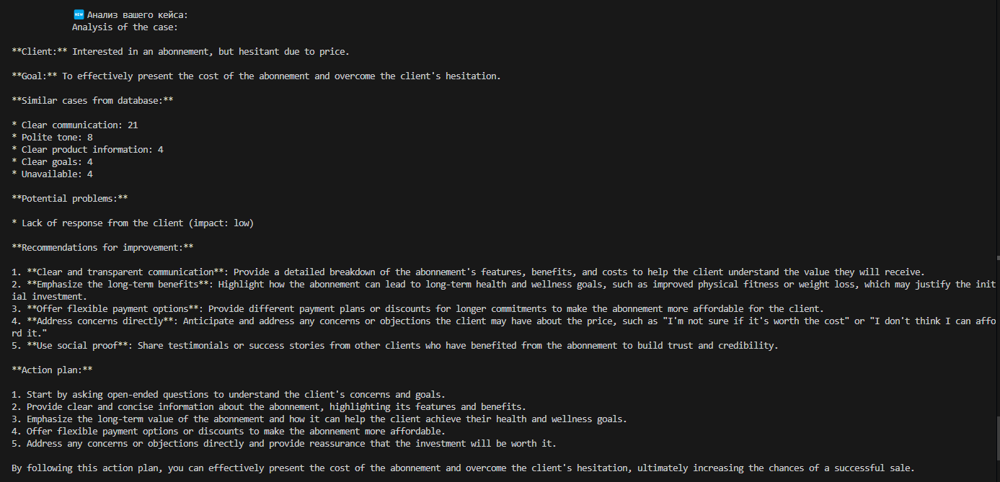 🆕 Анализ вашего кейса:
Analysis of the case:
**Client:** Interested in an abonnement, but hesitant due to price.
**Goal:** To effectively present the cost of the abonnement and overcome the client's hesitation.
**Similar cases from database:**
* Clear communication: 21
* Polite tone: 8
* Clear product information: 4
* Clear goals: 4
* Unavailable: 4
**Potential problems:**
* Lack of response from the client (impact: low)
**Recommendations for improvement:**
1. **Clear and transparent communication**: Provide a detailed breakdown of the abonnement's features, benefits, and costs to help the client understand the value they will receive.
2. **Emphasize the long-term benefits**: Highlight how the abonnement can lead to long-term health and wellness goals, such as improved physical fitness or weight loss, which may justify the init
ial investment.
3. **Offer flexible payment options**: Provide different payment plans or discounts for longer commitments to make the abonnement more affordable for the client.
4. **Address concerns directly**: Anticipate and address any concerns or objections the client may have about the price, such as "I'm not sure if it's worth the cost" or "I don't think I can affo
rd it."
5. **Use social proof**: Share testimonials or success stories from other clients who have benefited from the abonnement to build trust and credibility.
**Action plan:**
1. Start by asking open-ended questions to understand the client's concerns and goals.
2. Provide clear and concise information about the abonnement, highlighting its features and benefits.
3. Emphasize the long-term value of the abonnement and how it can help the client achieve their health and wellness goals.
4. Offer flexible payment options or discounts to make the abonnement more affordable.
5. Address any concerns or objections directly and provide reassurance that the investment will be worth it.
By following this action plan, you can effectively present the cost of the abonnement and overcome the client's hesitation, ultimately increasing the chances of a successful sale.